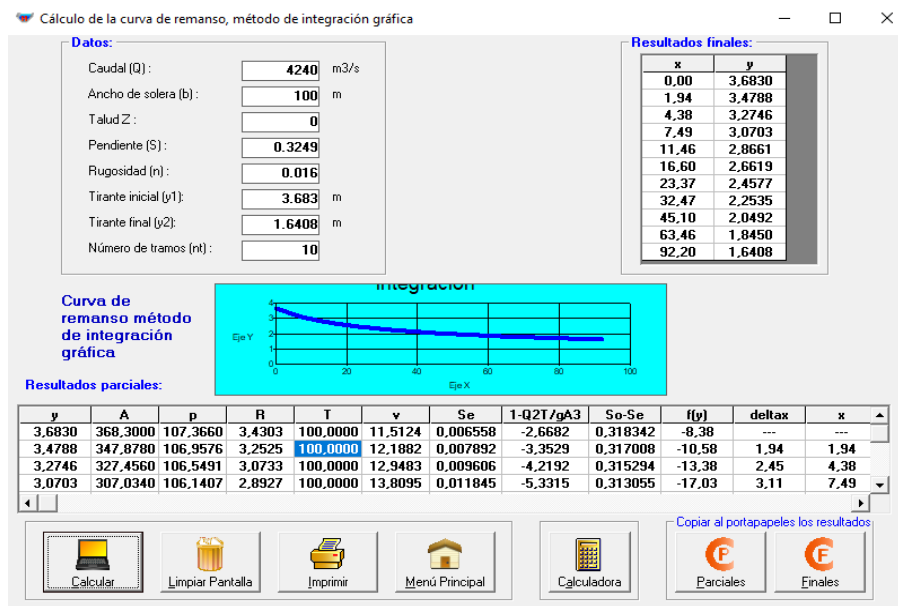 Cálculo de la curva de remanso, método de integración gráfica
Datos:
Caudal (Q) : 4240 m3/s
Ancho de solera (b) : 100 m
Talud Z : 0
Pendiente (S) : 0.3249
Rugosidad (n) : 0.016
Tirante inicial (y1): 3.683 m
Tirante final (y2): 1.6408 m
Número de tramos (nt) : 10
Resultados finales:
x y
0,00 3,6830
1,94 3,4788
4,38 3,2746
7,49 3,0703
11,46 2,8661
16,60 2,6619
23,37 2,4577
32,47 2,2535
45,10 2,0492
63,46 1,8450
92,20 1,6408
Curva de
remanso método
de integración
gráfica
Integración
Eje Y
4
3
2
1
0
0 20 40 60 80 100
Eje X
Resultados parciales:
y A p R T v Se 1-Q2T/gA3 So-Se f(y) deltax x
3,6830 368,3000 107,3660 3,4303 100,0000 11,5124 0,006558 -2,6682 0,318342 -8,38 --- ---
3,4788 347,8780 106,9576 3,2525 100,0000 12,1882 0,007892 -3,3529 0,317008 -10,58 1,94 1,94
3,2746 327,4560 106,5491 3,0733 100,0000 12,9483 0,009606 -4,2192 0,315294 -13,38 2,45 4,38
3,0703 307,0340 106,1407 2,8927 100,0000 13,8095 0,011845 -5,3315 0,313055 -17,03 3,11 7,49
Calcular
Limpiar Pantalla
Imprimir
Menú Principal
Calculadora
Copiar al portapapeles los resultados
P
Parciales
F
Finales